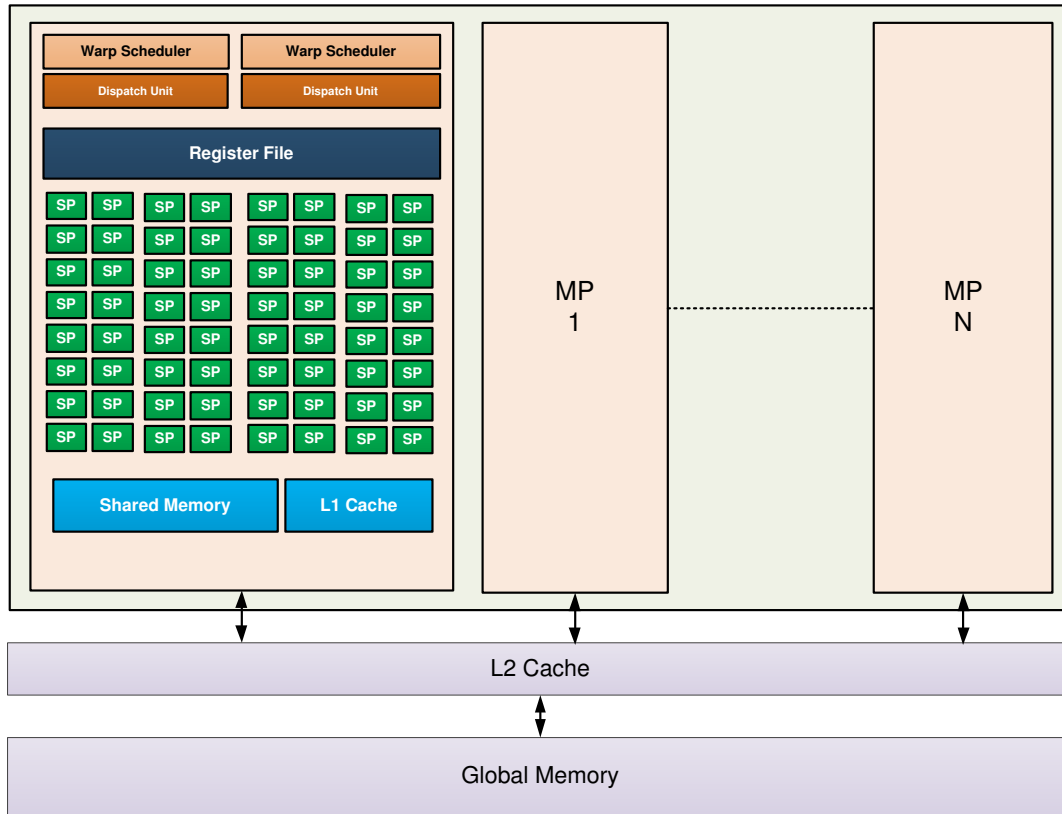 Warp Scheduler Warp Scheduler
Dispatch Unit Dispatch Unit
Register File
SP SP SP SP SP SP SP SP
SP SP SP SP SP SP SP SP
SP SP SP SP SP SP SP SP
SP SP SP SP SP SP SP SP
SP SP SP SP SP SP SP SP
SP SP SP SP SP SP SP SP
SP SP SP SP SP SP SP SP
SP SP SP SP SP SP SP SP
Shared Memory L1 Cache
MP
1
MP
N
L2 Cache
Global Memory